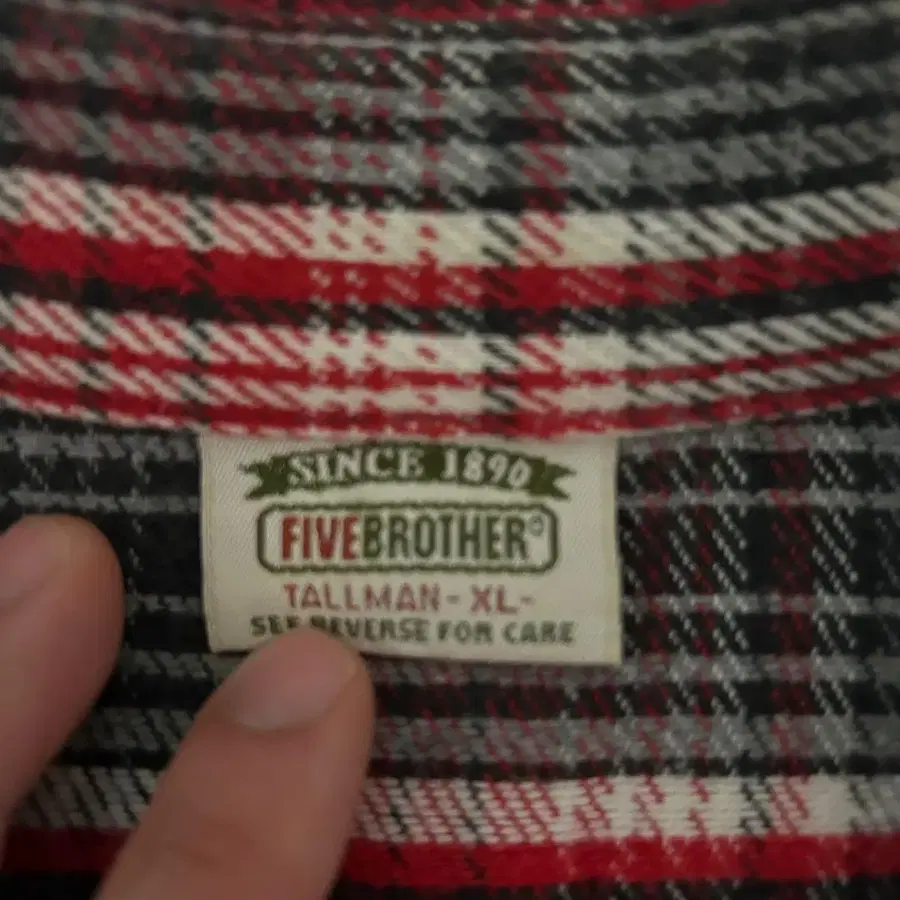 SINCE 1890
FIVEBROTHER©
TALLMAN-XL-
SEE REVERSE FOR CARE